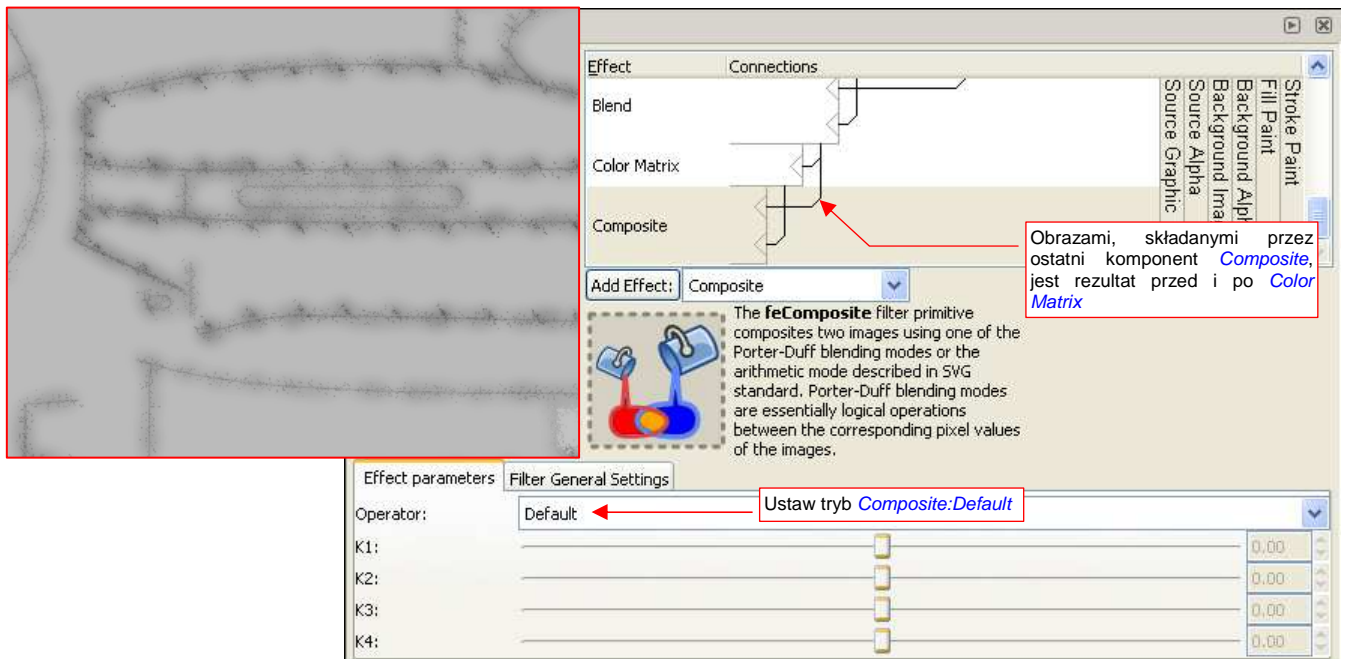 Effect Connections
Blend
Color Matrix
Composite
Source Graphic
Source Alpha
Background Ima
Background Alph
Fill Paint
Stroke Paint
Obrazami, składanymi przez
ostatni komponent Composite,
jest rezultat przed i po Color
Matrix
Add Effect: Composite
The feComposite filter primitive
composites two images using one of the
Porter-Duff blending modes or the
arithmetic mode described in SVG
standard. Porter-Duff blending modes
are essentially logical operations
between the corresponding pixel values
of the images.
Effect parameters Filter General Settings
Operator: Default
Ustaw tryb Composite:Default
K1: 0.00
K2: 0.00
K3: 0.00
K4: 0.00